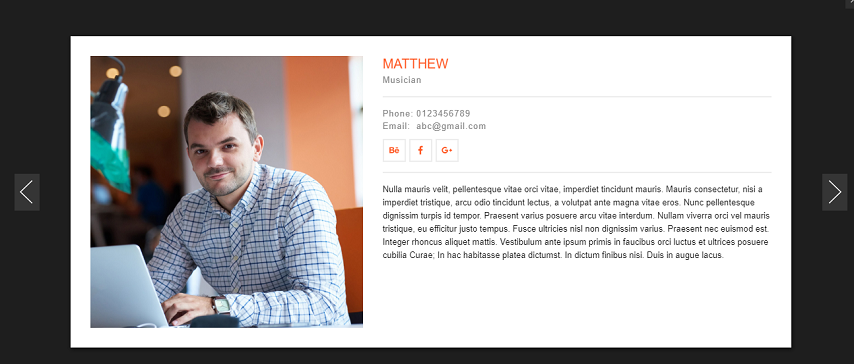 MATTHEW
Musician
Phone: 0123456789
Email: abc@gmail.com
Bē f G+
Nulla mauris velit, pellentesque vitae orci vitae, imperdiet tincidunt mauris. Mauris consectetur, nisi a
imperdiet tristique, arcu odio tincidunt lectus, a volutpat ante magna vitae eros. Nunc pellentesque
dignissim turpis id tempor. Praesent varius posuere arcu vitae interdum. Nullam viverra orci vel mauris
tristique, eu efficitur justo tempus. Fusce ultricies nisl non dignissim varius. Praesent nec euismod est.
Integer rhoncus aliquet mattis. Vestibulum ante ipsum primis in faucibus orci luctus et ultrices posuere
cubilia Curae; In hac habitasse platea dictumst. In dictum finibus nisi. Duis in augue lacus.